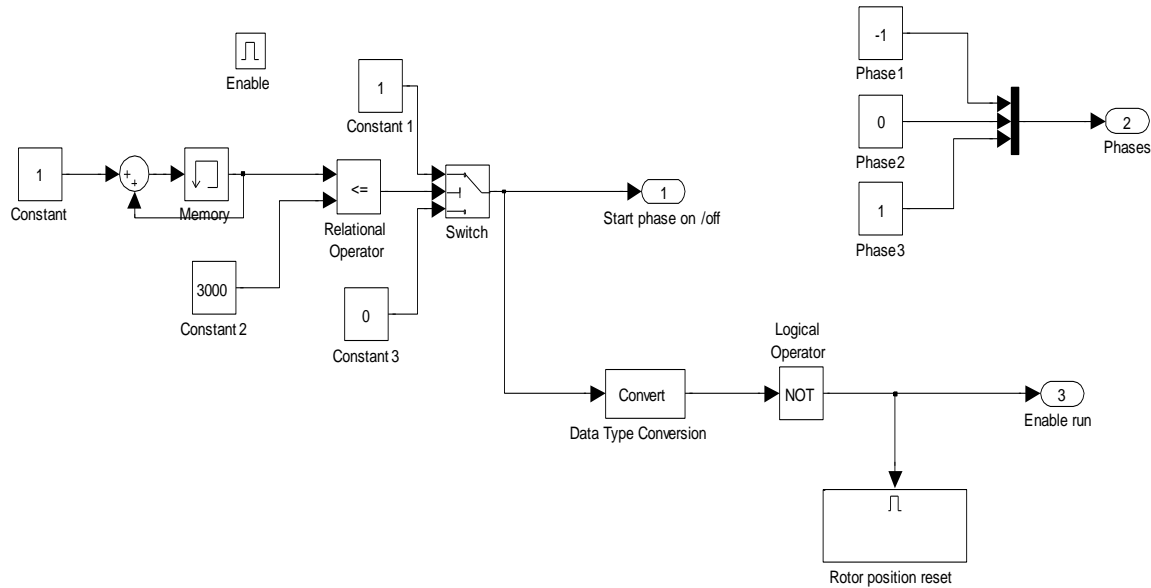 -1
Phase1
Enable
1
Constant 1
0
Phase2
2
Phases
1
Constant
+
+
Memory
<=
Relational
Operator
Switch
1
Start phase on /off
1
Phase3
3000
Constant 2
0
Constant 3
Logical
Operator
Convert
Data Type Conversion
NOT
3
Enable run
Rotor position reset